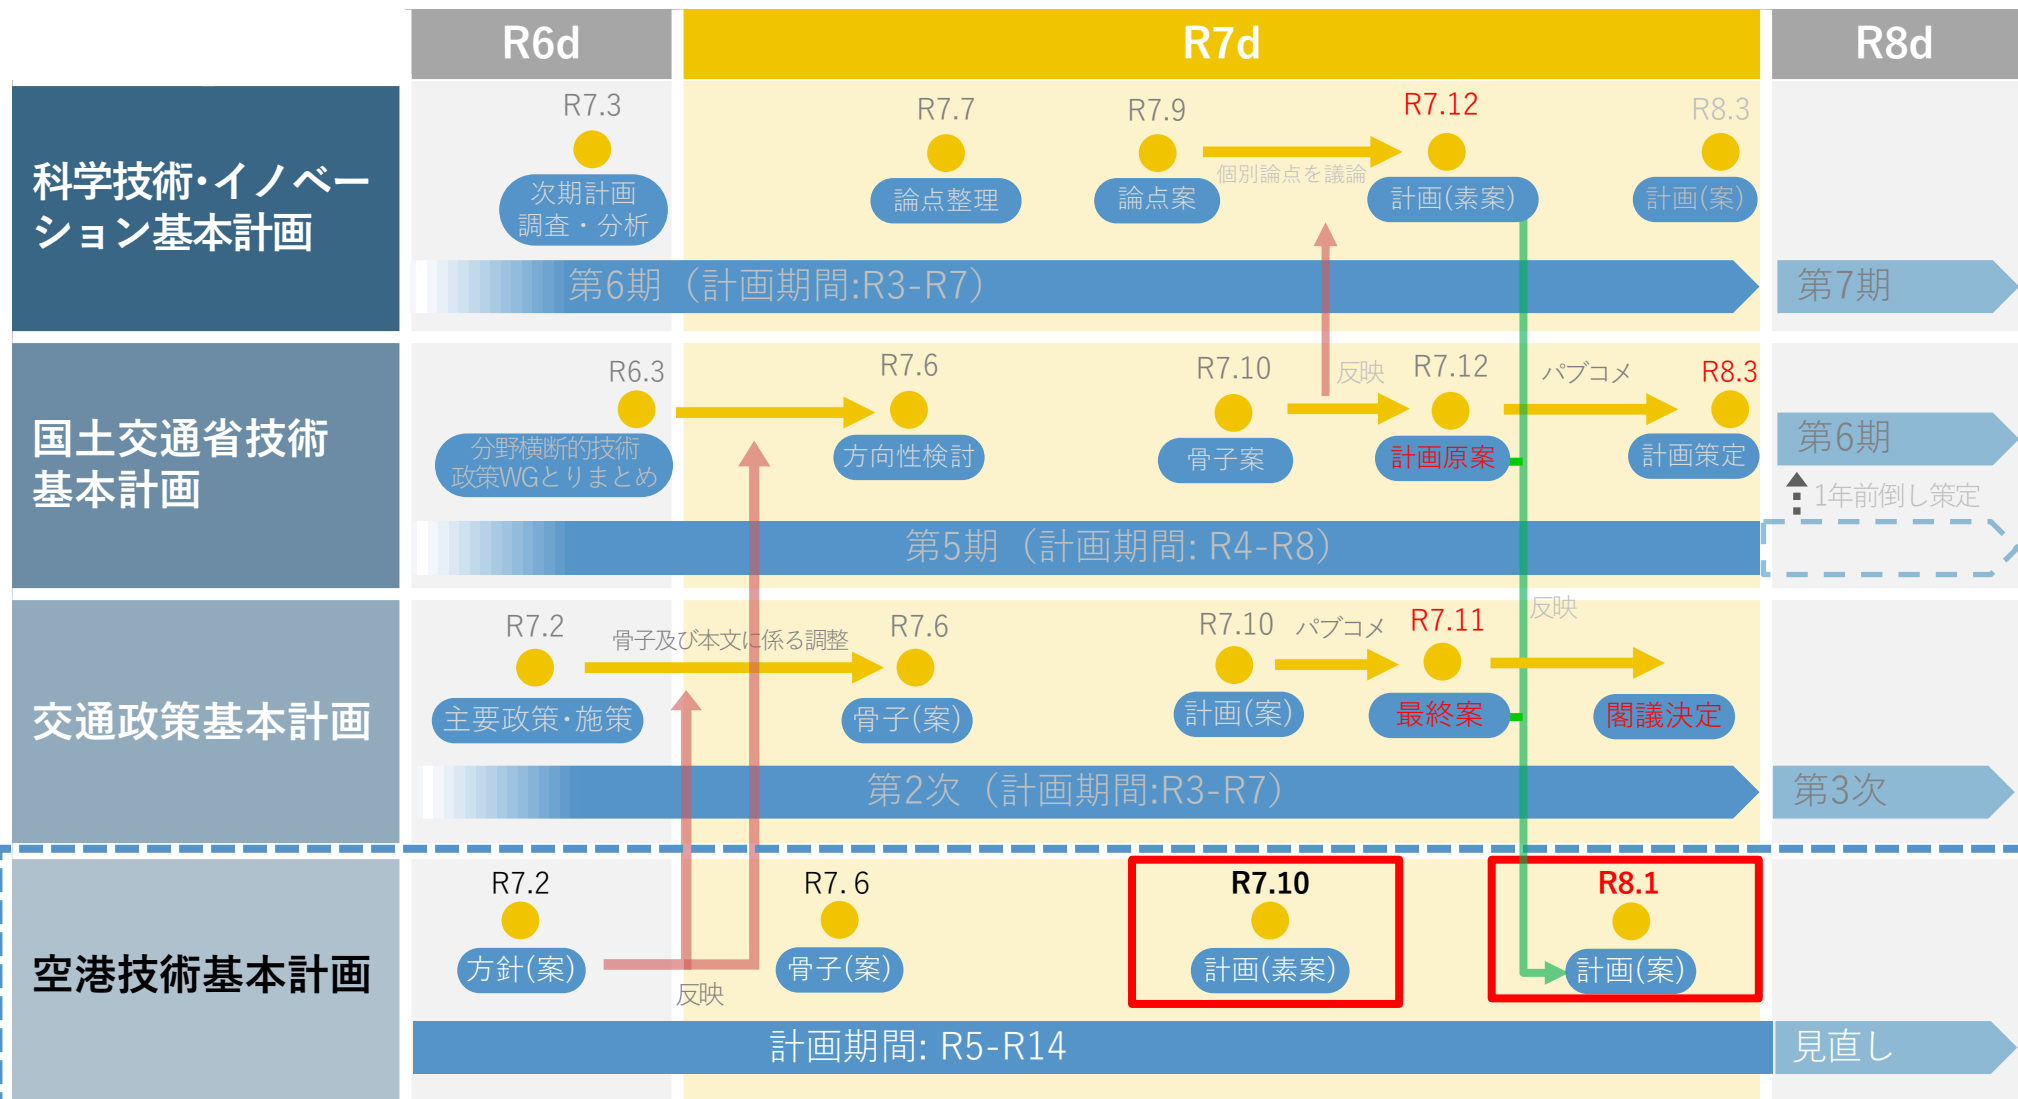 R6d
R7d
R8d
科学技術・イノベー
ション基本計画
R7.3
次期計画
調査・分析
R7.7
論点整理
R7.9
論点案
個別論点を議論
R7.12
計画(素案)
R8.3
計画(案)
第6期（計画期間:R3-R7）
第7期
国土交通省技術
基本計画
R6.3
分野横断的技術
政策WGとりまとめ
R7.6
方向性検討
R7.10
骨子案
反映
R7.12
計画原案
パブコメ
R8.3
計画策定
第6期
1年前倒し策定
第5期（計画期間: R4-R8）
交通政策基本計画
R7.2
主要政策・施策
骨子及び本文に係る調整
R7.6
骨子(案)
R7.10
計画(案)
パブコメ
R7.11
最終案
反映
閣議決定
第2次（計画期間:R3-R7）
第3次
空港技術基本計画
R7.2
方針(案)
反映
R7. 6
骨子(案)
R7.10
計画(素案)
R8.1
計画(案)
計画期間: R5-R14
見直し